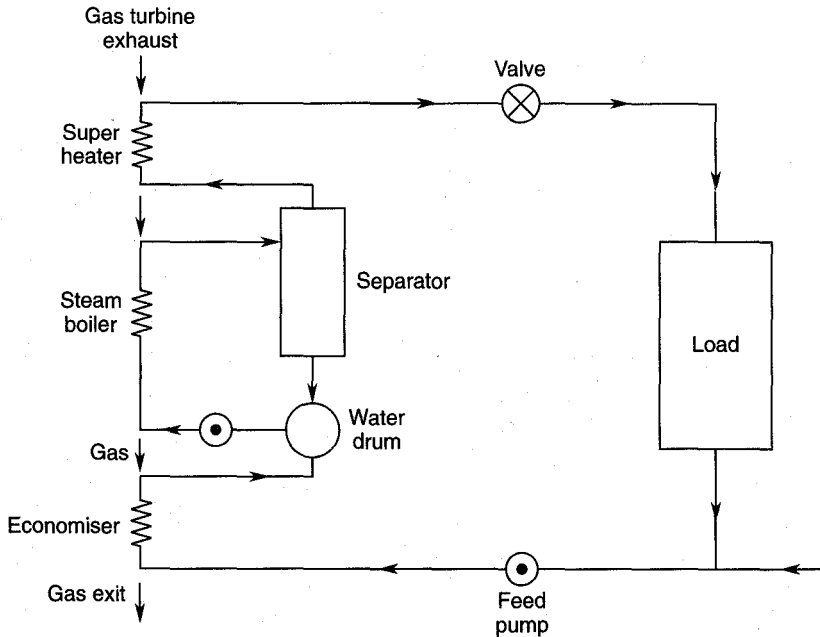 Gas turbine
exhaust
Valve
Super
heater
Separator
Steam
boiler
Load
Water
drum
Gas
Economiser
Gas exit
Feed
pump